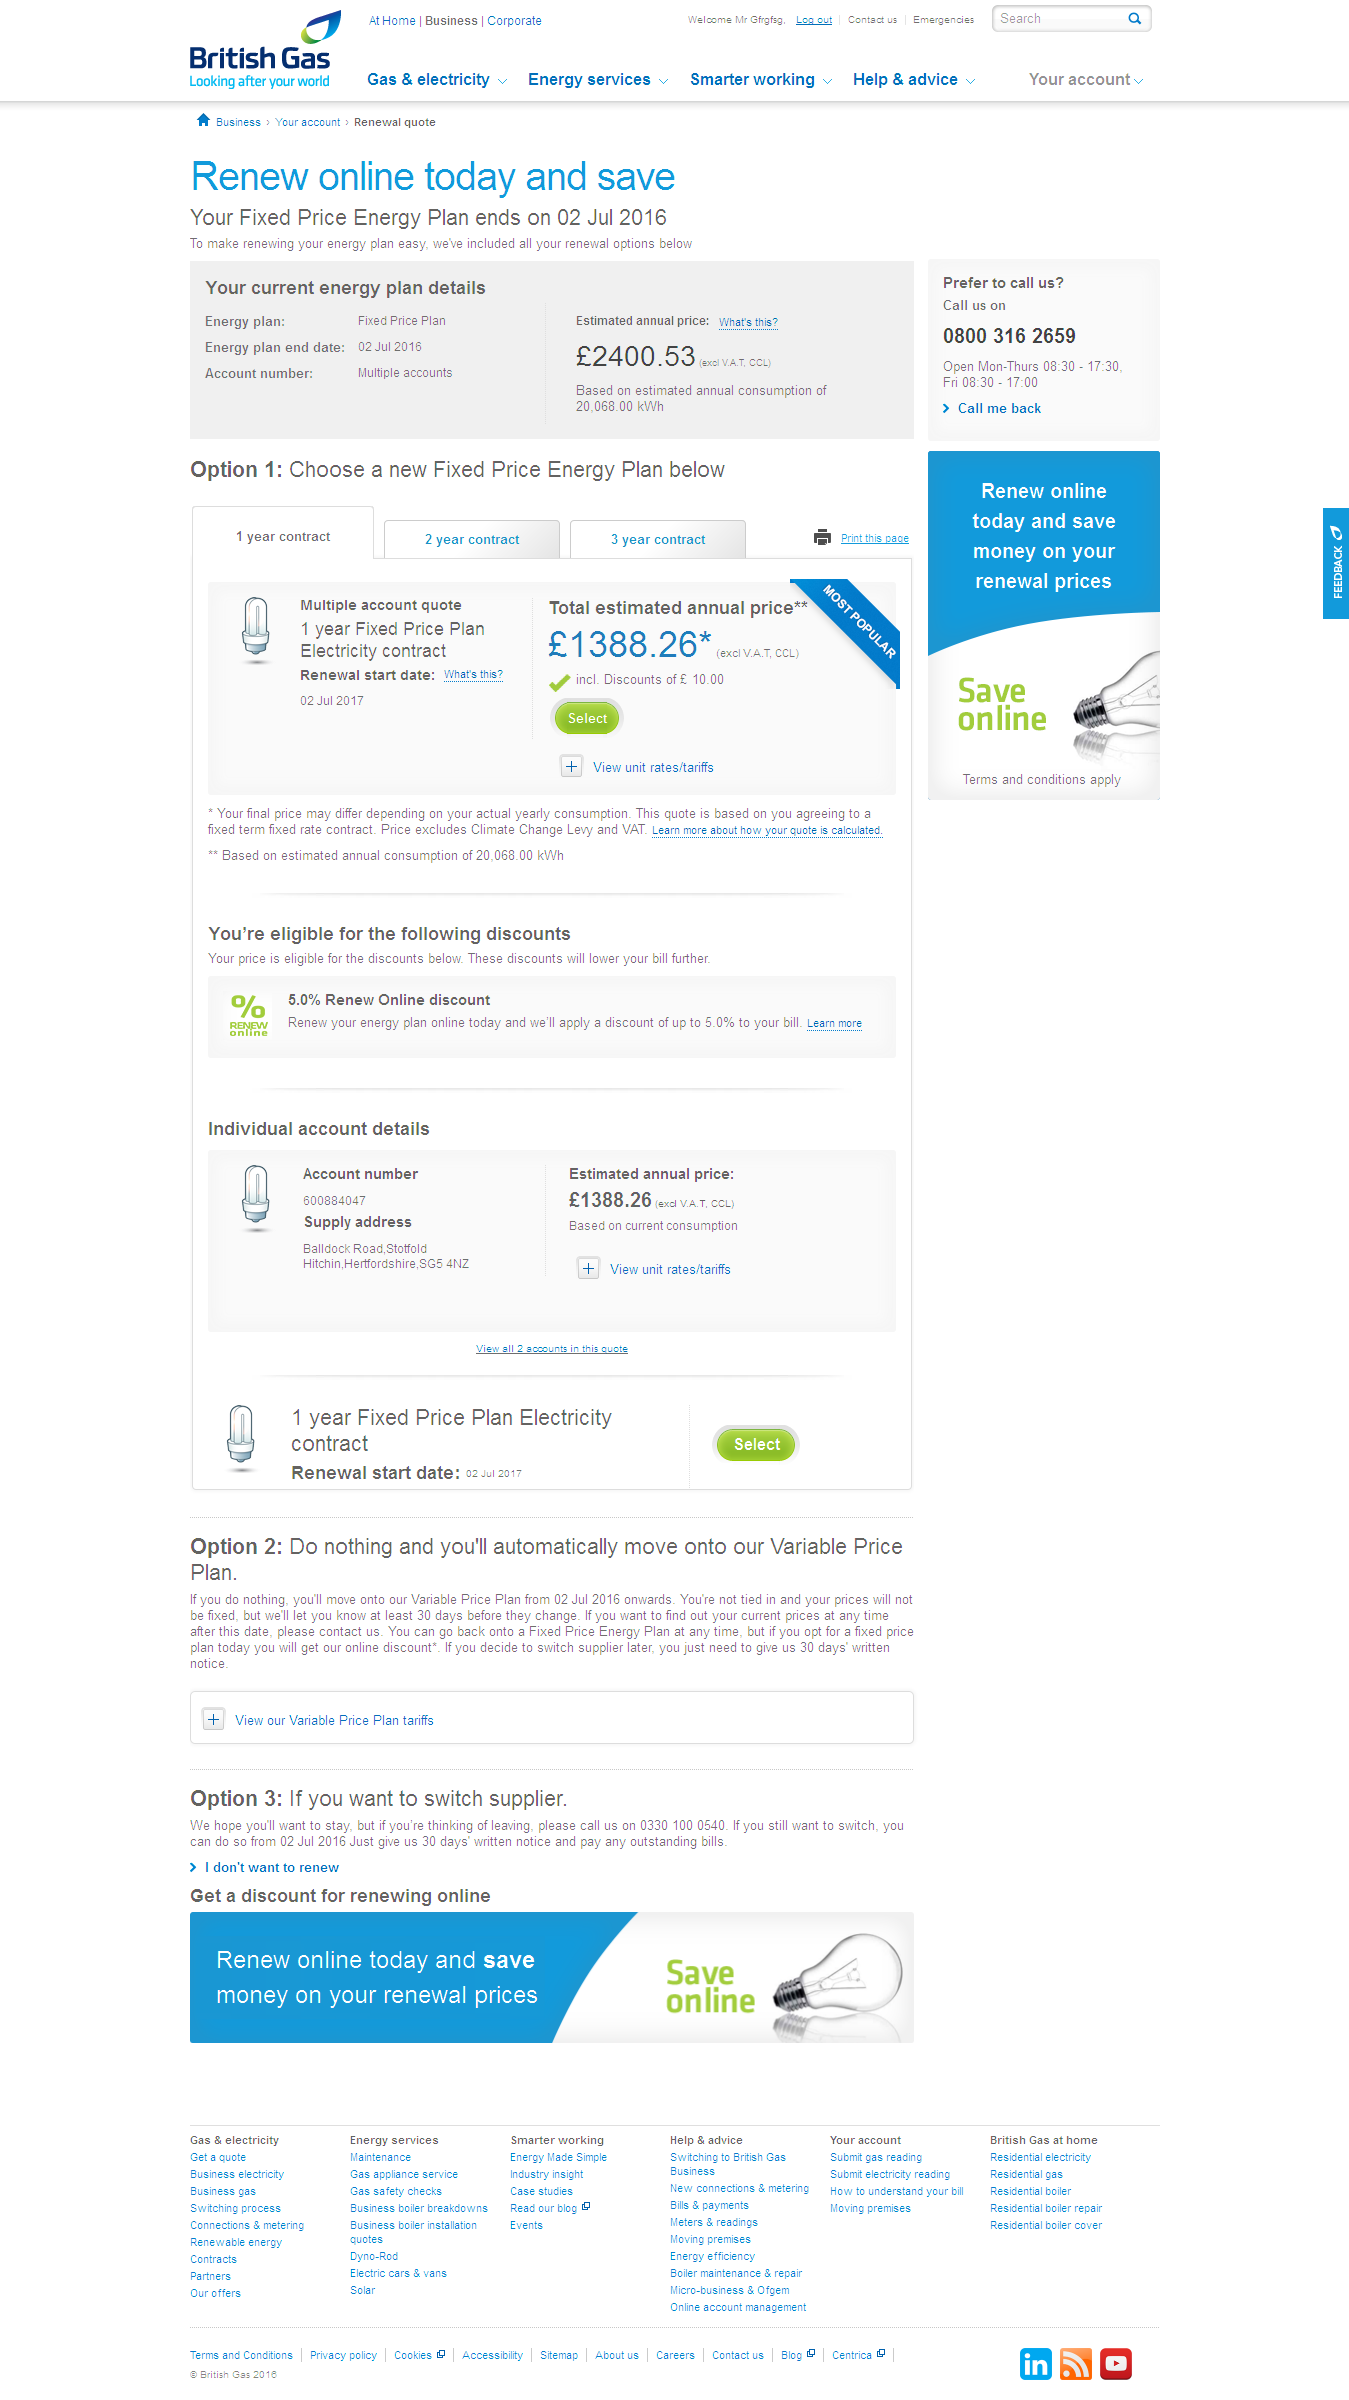 At Home | Business | Corporate
Welcome Mr Gfrgfsg, Log out Contact us Emergencies
Search
British Gas
Looking after your world
Gas & electricity Energy services Smarter working Help & advice Your account
Business › Your account › Renewal quote
Renew online today and save
Your Fixed Price Energy Plan ends on 02 Jul 2016
To make renewing your energy plan easy, we've included all your renewal options below
Your current energy plan details
Energy plan: Fixed Price Plan
Energy plan end date: 02 Jul 2016
Account number: Multiple accounts
Estimated annual price: What's this?
£2400.53 (excl V.A.T, CCL)
Based on estimated annual consumption of
20,068.00 kWh
Prefer to call us?
Call us on
0800 316 2659
Open Mon-Thurs 08:30 - 17:30,
Fri 08:30 - 17:00
Call me back
Option 1: Choose a new Fixed Price Energy Plan below
1 year contract 2 year contract 3 year contract Print this page
Renew online
today and save
money on your
renewal prices
Save
online
Terms and conditions apply
FEEDBACK
Multiple account quote
1 year Fixed Price Plan
Electricity contract
Renewal start date: What's this?
02 Jul 2017
Total estimated annual price**
£1388.26* (excl V.A.T, CCL)
incl. Discounts of £ 10.00
Select
View unit rates/tariffs
MOST POPULAR
* Your final price may differ depending on your actual yearly consumption. This quote is based on you agreeing to a
fixed term fixed rate contract. Price excludes Climate Change Levy and VAT. Learn more about how your quote is calculated.
** Based on estimated annual consumption of 20,068.00 kWh
You're eligible for the following discounts
Your price is eligible for the discounts below. These discounts will lower your bill further.
%
RENEW
online
5.0% Renew Online discount
Renew your energy plan online today and we'll apply a discount of up to 5.0% to your bill. Learn more
Individual account details
Account number
600884047
Supply address
Balldock Road,Stotfold
Hitchin,Hertfordshire,SG5 4NZ
Estimated annual price:
£1388.26 (excl V.A.T, CCL)
Based on current consumption
View unit rates/tariffs
View all 2 accounts in this quote
1 year Fixed Price Plan Electricity
contract
Renewal start date: 02 Jul 2017
Select
Option 2: Do nothing and you'll automatically move onto our Variable Price
Plan.
If you do nothing, you'll move onto our Variable Price Plan from 02 Jul 2016 onwards. You're not tied in and your prices will not
be fixed, but we'll let you know at least 30 days before they change. If you want to find out your current prices at any time
after this date, please contact us. You can go back onto a Fixed Price Energy Plan at any time, but if you opt for a fixed price
plan today you will get our online discount*. If you decide to switch supplier later, you just need to give us 30 days' written
notice.
View our Variable Price Plan tariffs
Option 3: If you want to switch supplier.
We hope you'll want to stay, but if you're thinking of leaving, please call us on 0330 100 0540. If you still want to switch, you
can do so from 02 Jul 2016 Just give us 30 days' written notice and pay any outstanding bills.
I don't want to renew
Get a discount for renewing online
Renew online today and save
money on your renewal prices
Save
online
Gas & electricity
Get a quote
Business electricity
Business gas
Switching process
Connections & metering
Renewable energy
Contracts
Partners
Our offers
Energy services
Maintenance
Gas appliance service
Gas safety checks
Business boiler breakdowns
Business boiler installation
quotes
Dyno-Rod
Electric cars & vans
Solar
Smarter working
Energy Made Simple
Industry insight
Case studies
Read our blog
Events
Help & advice
Switching to British Gas
Business
New connections & metering
Bills & payments
Meters & readings
Moving premises
Energy efficiency
Boiler maintenance & repair
Micro-business & Ofgem
Online account management
Your account
Submit gas reading
Submit electricity reading
How to understand your bill
Moving premises
British Gas at home
Residential electricity
Residential gas
Residential boiler
Residential boiler repair
Residential boiler cover
Terms and Conditions Privacy policy Cookies Accessibility Sitemap About us Careers Contact us Blog Centrica
© British Gas 2016
in